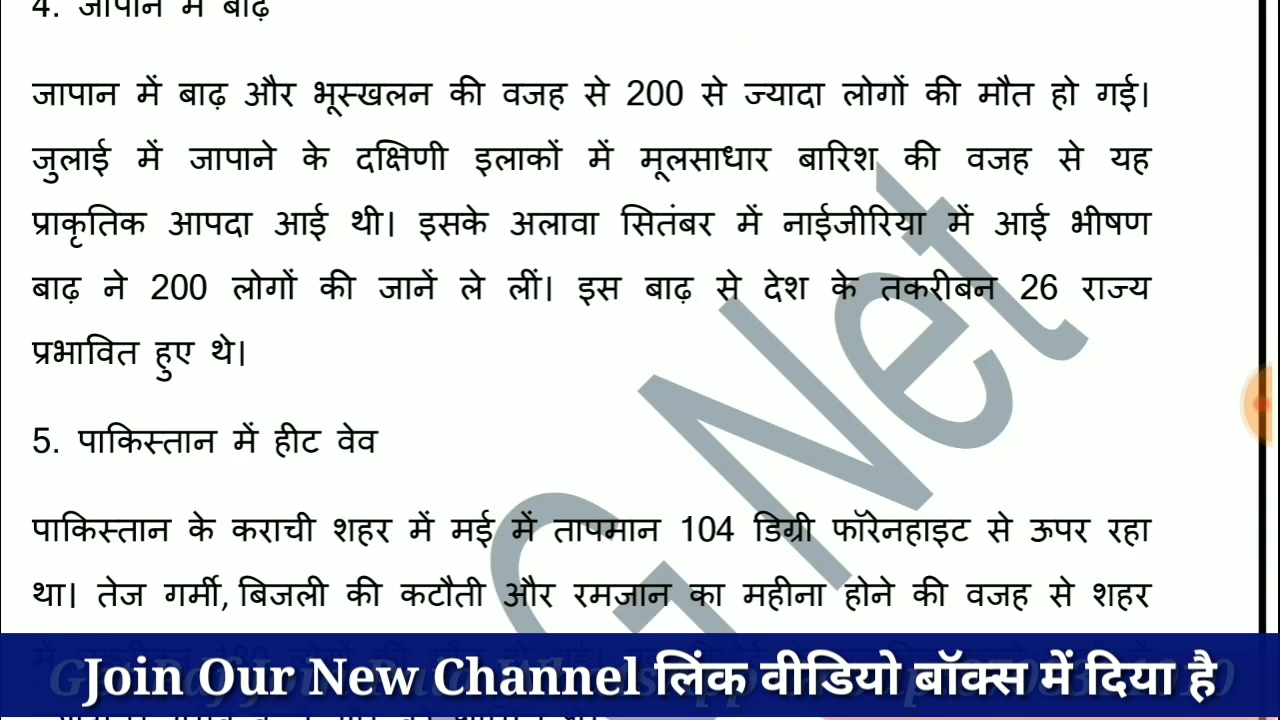 4. जापान में बाढ़
जापान में बाढ़ और भूस्खलन की वजह से 200 से ज्यादा लोगों की मौत हो गई।
जुलाई में जापाने के दक्षिणी इलाकों में मूलसाधार बारिश की वजह से यह
प्राकृतिक आपदा आई थी। इसके अलावा सितंबर में नाईजीरिया में आई भीषण
बाढ़ ने 200 लोगों की जानें ले लीं। इस बाढ़ से देश के तकरीबन 26 राज्य
प्रभावित हुए थे।
5. पाकिस्तान में हीट वेव
पाकिस्तान के कराची शहर में मई में तापमान 104 डिग्री फॉरेनहाइट से ऊपर रहा
था। तेज गर्मी, बिजली की कटौती और रमजान का महीना होने की वजह से शहर
Join Our New Channel लिंक वीडियो बॉक्स में दिया है
G Net